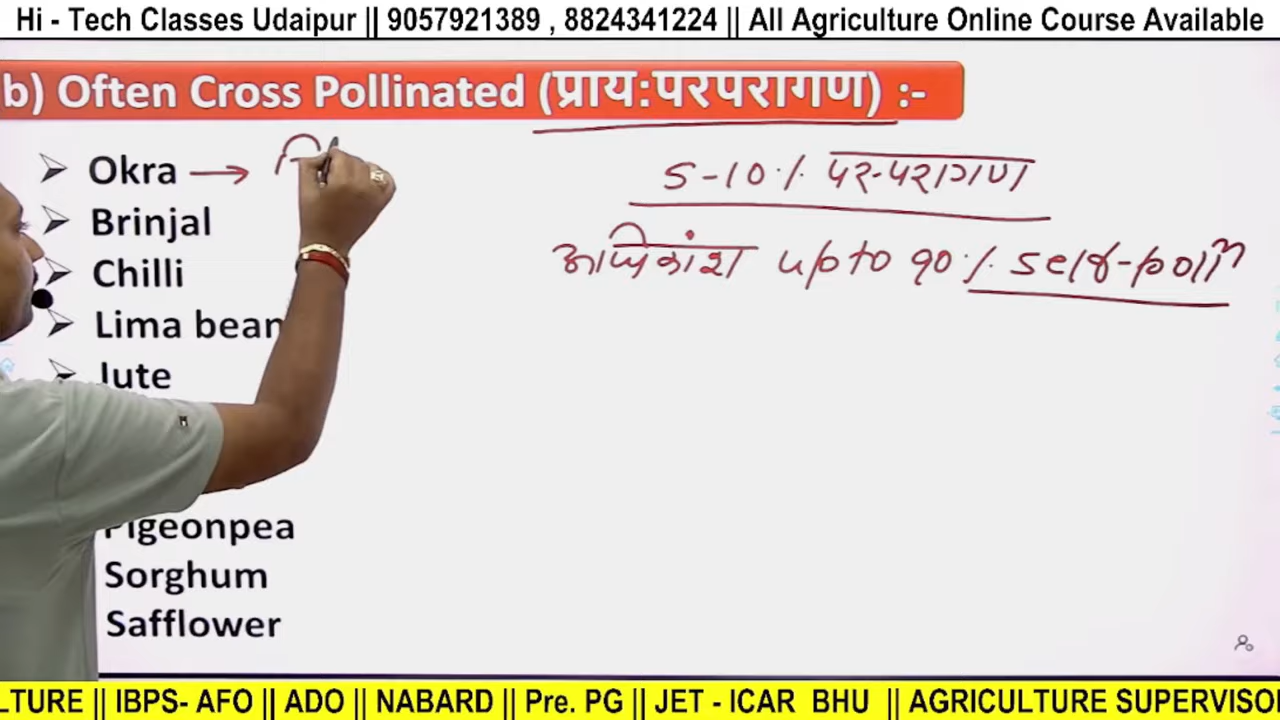 Hi - Tech Classes Udaipur || 9057921389 , 8824341224 || All Agriculture Online Course Available
b) Often Cross Pollinated (प्राय:परपरागण) :-
➢ Okra →
5-10% पर-परागण
➢ Brinjal
अधिकांश upto 90% self-pollⁿ
➢ Chilli
➢ Lima bean
➢ Jute
Pigeonpea
Sorghum
Safflower
LTURE || IBPS- AFO || ADO || NABARD || Pre. PG || JET - ICAR BHU || AGRICULTURE SUPERVISO